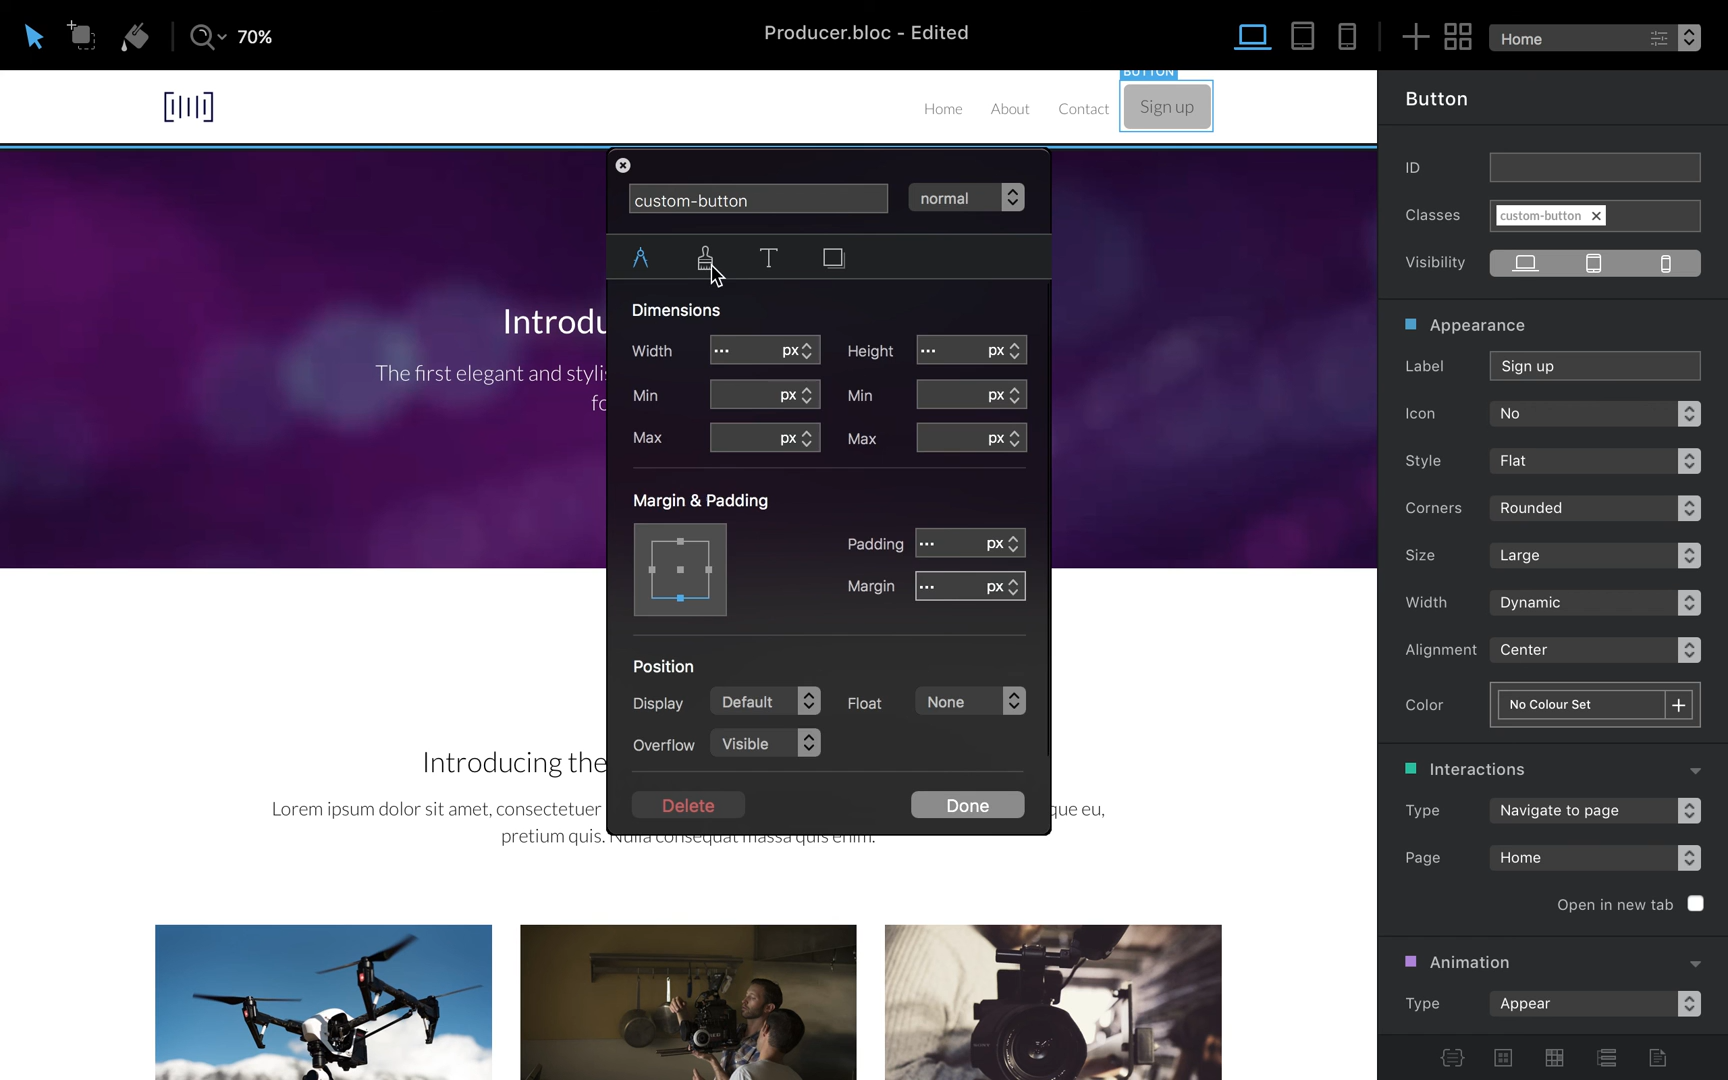 70%
Producer.bloc - Edited
Home
BUTTON
Home About Contact Sign up
custom-button normal
Dimensions
Width ... px Height ... px
Min px Min px
Max px Max px
Margin & Padding
Padding ... px
Margin ... px
Position
Display Default Float None
Overflow Visible
Delete Done
Introdu
The first elegant and styli
fo
Introducing the
Lorem ipsum dolor sit amet, consectetuer que eu,
pretium quis. Nulla consequat massa quis enim.
Button
ID
Classes custom-button
Visibility
Appearance
Label Sign up
Icon No
Style Flat
Corners Rounded
Size Large
Width Dynamic
Alignment Center
Color No Colour Set
Interactions
Type Navigate to page
Page Home
Open in new tab
Animation
Type Appear